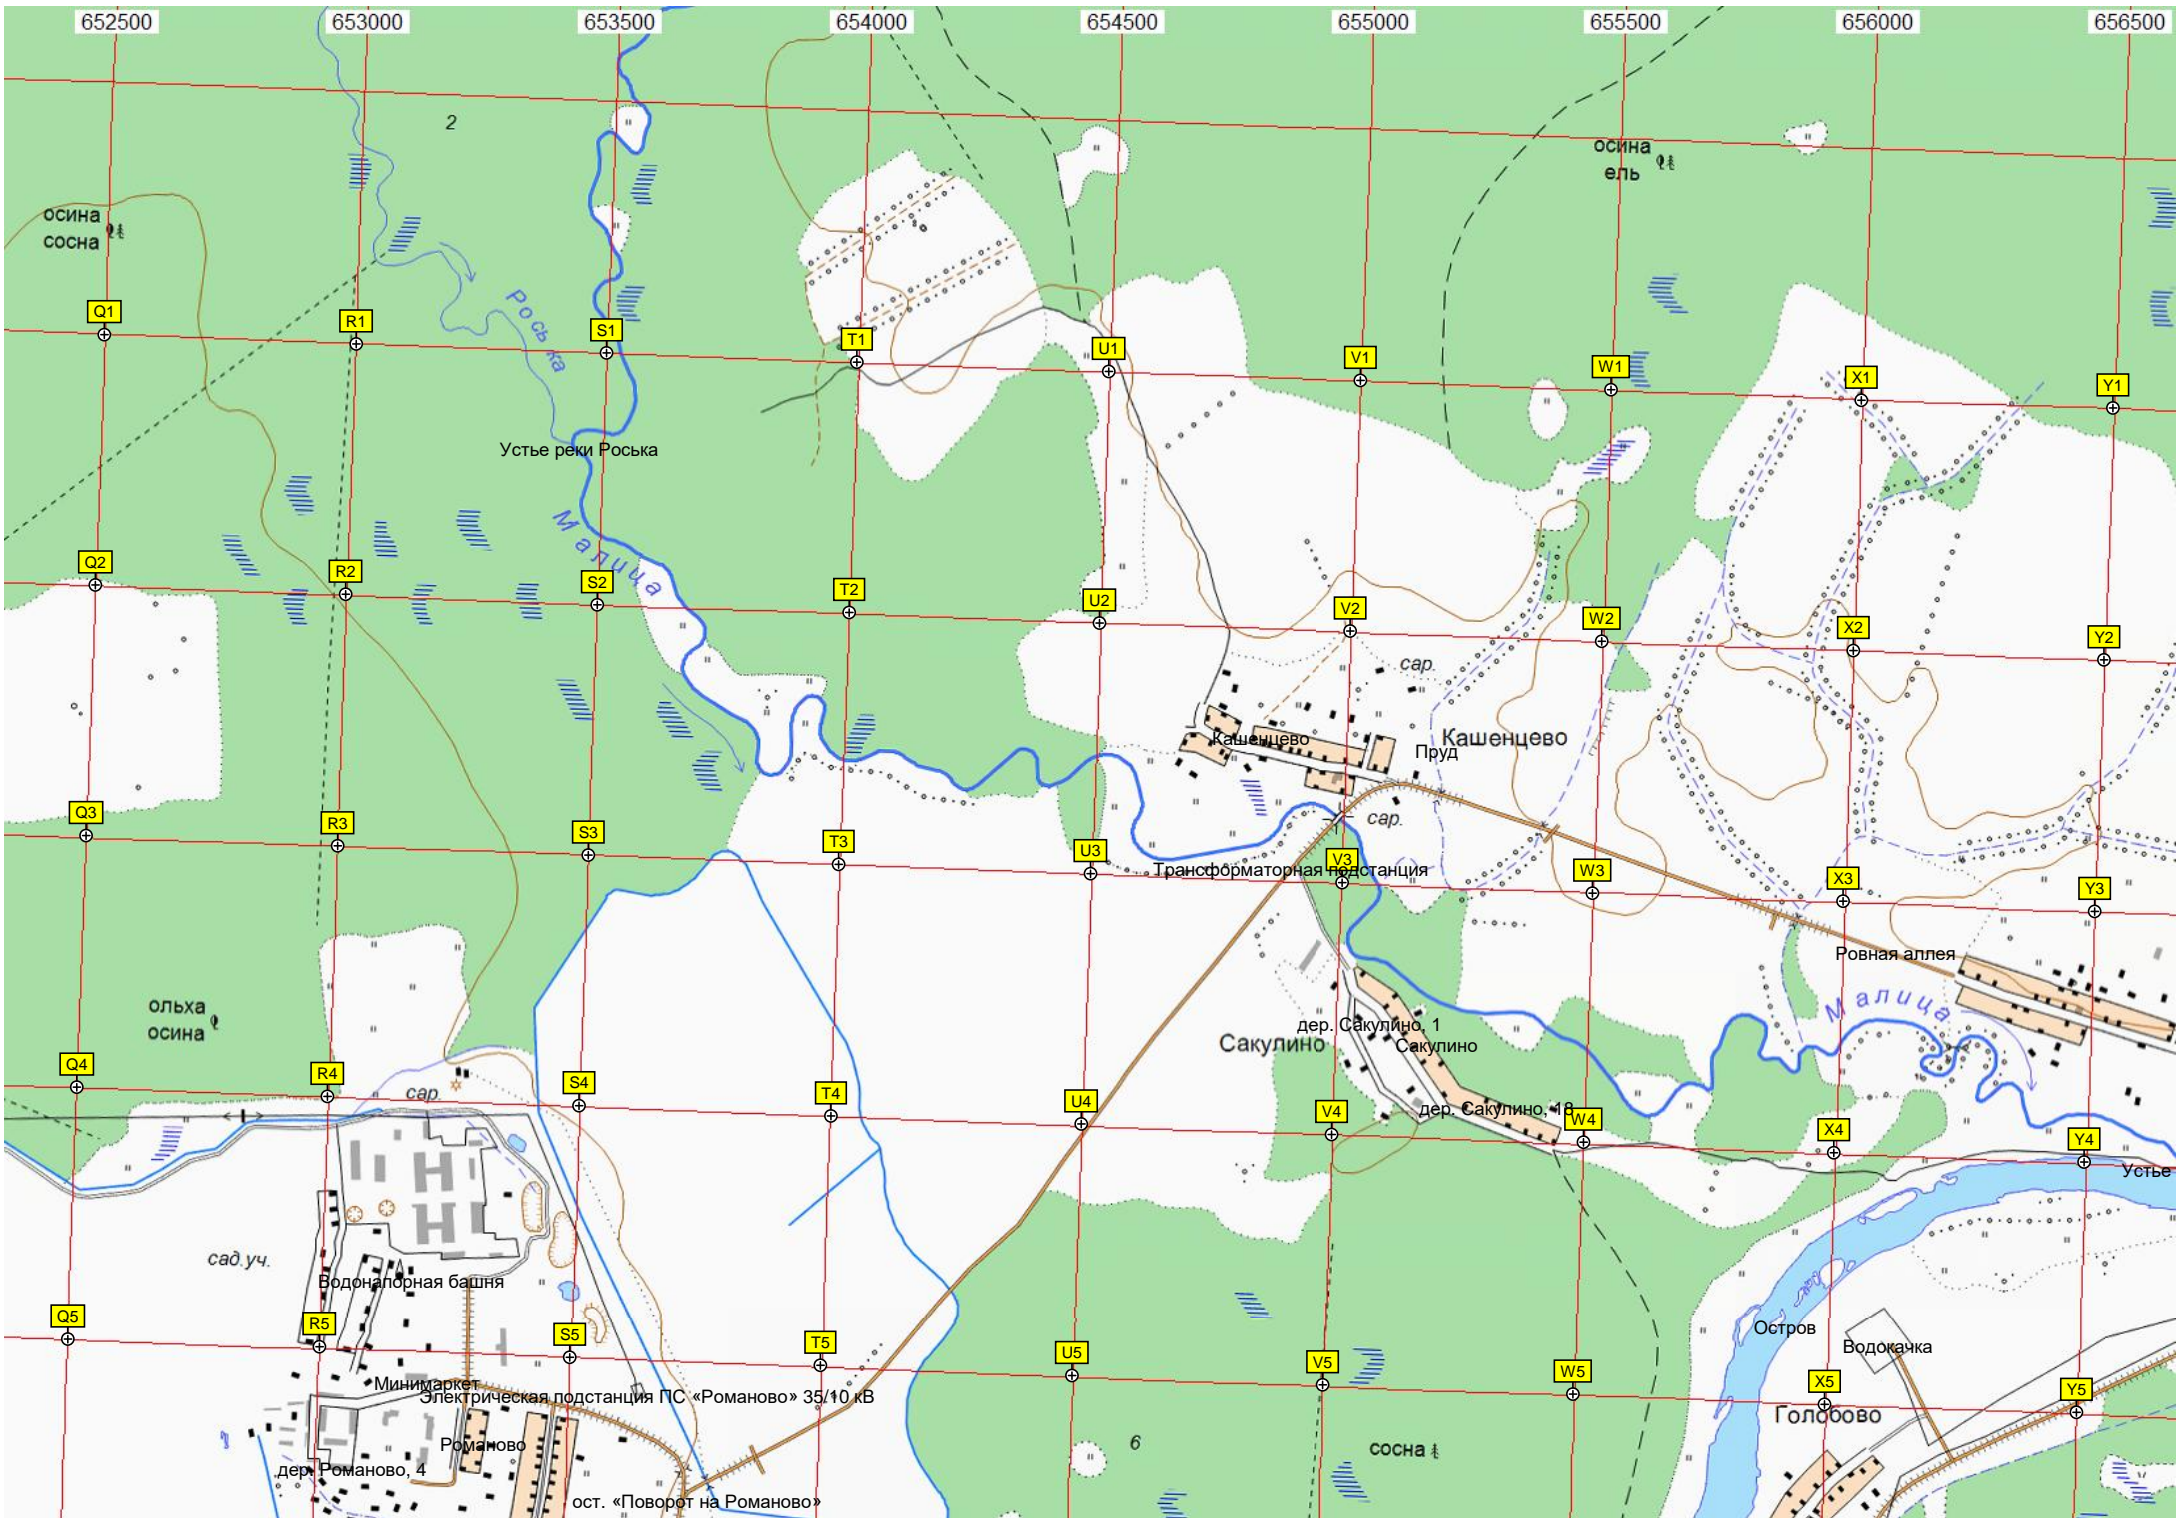 652500 653000 653500 654000 654500 655000 655500 656000 656500
2
осина
ель
осина
сосна
Роська
Q1 R1 S1 T1 U1 V1 W1 X1 Y1
Устье реки Роська
Малица
Q2 R2 S2 T2 U2 V2 W2 X2 Y2
сар.
Кашенцево
Кашенцево
Пруд
сар.
Q3 R3 S3 T3 U3 V3 W3 X3 Y3
Трансформаторная подстанция
Ровная аллея
Малица
ольха
осина
дер. Сакулино, 1
Сакулино
Сакулино
Q4 R4 S4 T4 U4 V4 W4 X4 Y4
сар.
дер. Сакулино, 18
Устье
сад.уч.
Водонапорная башня
Остров
Водокачка
Q5 R5 S5 T5 U5 V5 W5 X5 Y5
Минимаркет
Электрическая подстанция ПС «Романово» 35/10 кВ
Голобово
Романово
6
сосна
дер. Романово, 4
ост. «Поворот на Романово»